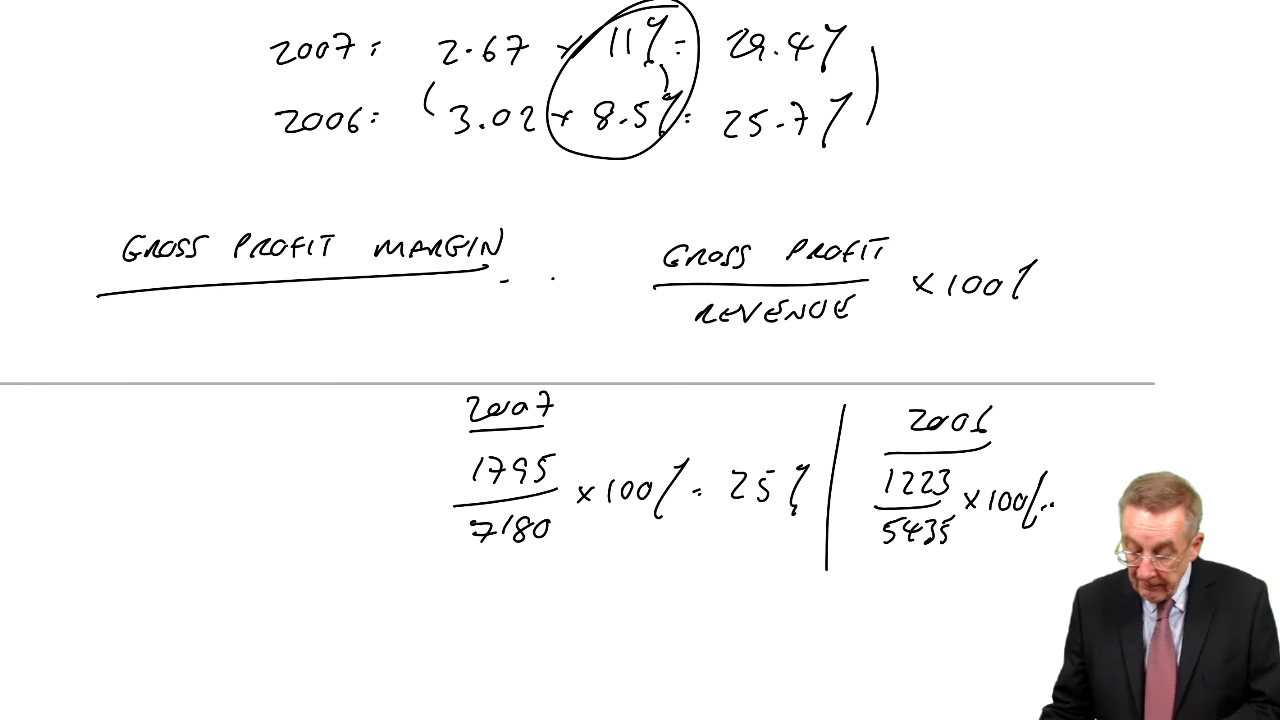 2007: 2.67 x 11% = 29.4%
2006: (3.02 x 8.5% = 25.7%)
GROSS PROFIT MARGIN = GROSS PROFIT x 100%
REVENUE
2007
1795 x 100% = 25%
7180
2006
1223 x 100% =
5435